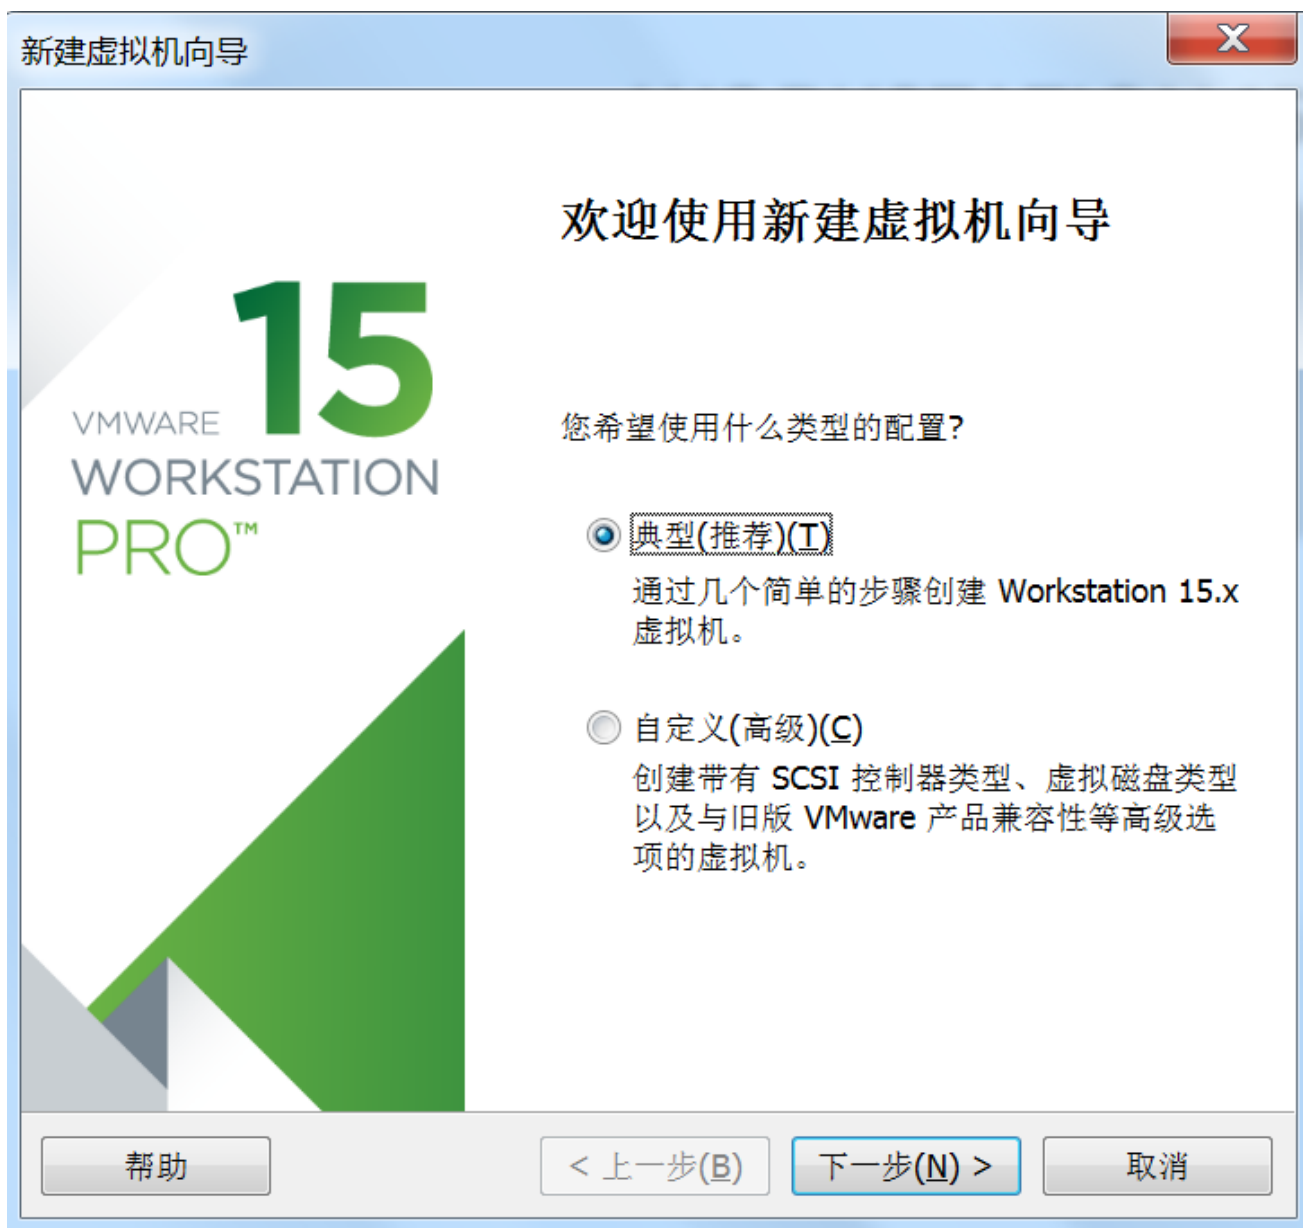 新建虚拟机向导
欢迎使用新建虚拟机向导
15
VMWARE
WORKSTATION
PRO™
您希望使用什么类型的配置?
典型(推荐)(T)
通过几个简单的步骤创建 Workstation 15.x
虚拟机。
自定义(高级)(C)
创建带有 SCSI 控制器类型、虚拟磁盘类型
以及与旧版 VMware 产品兼容性等高级选
项的虚拟机。
帮助
< 上一步(B)
下一步(N) >
取消